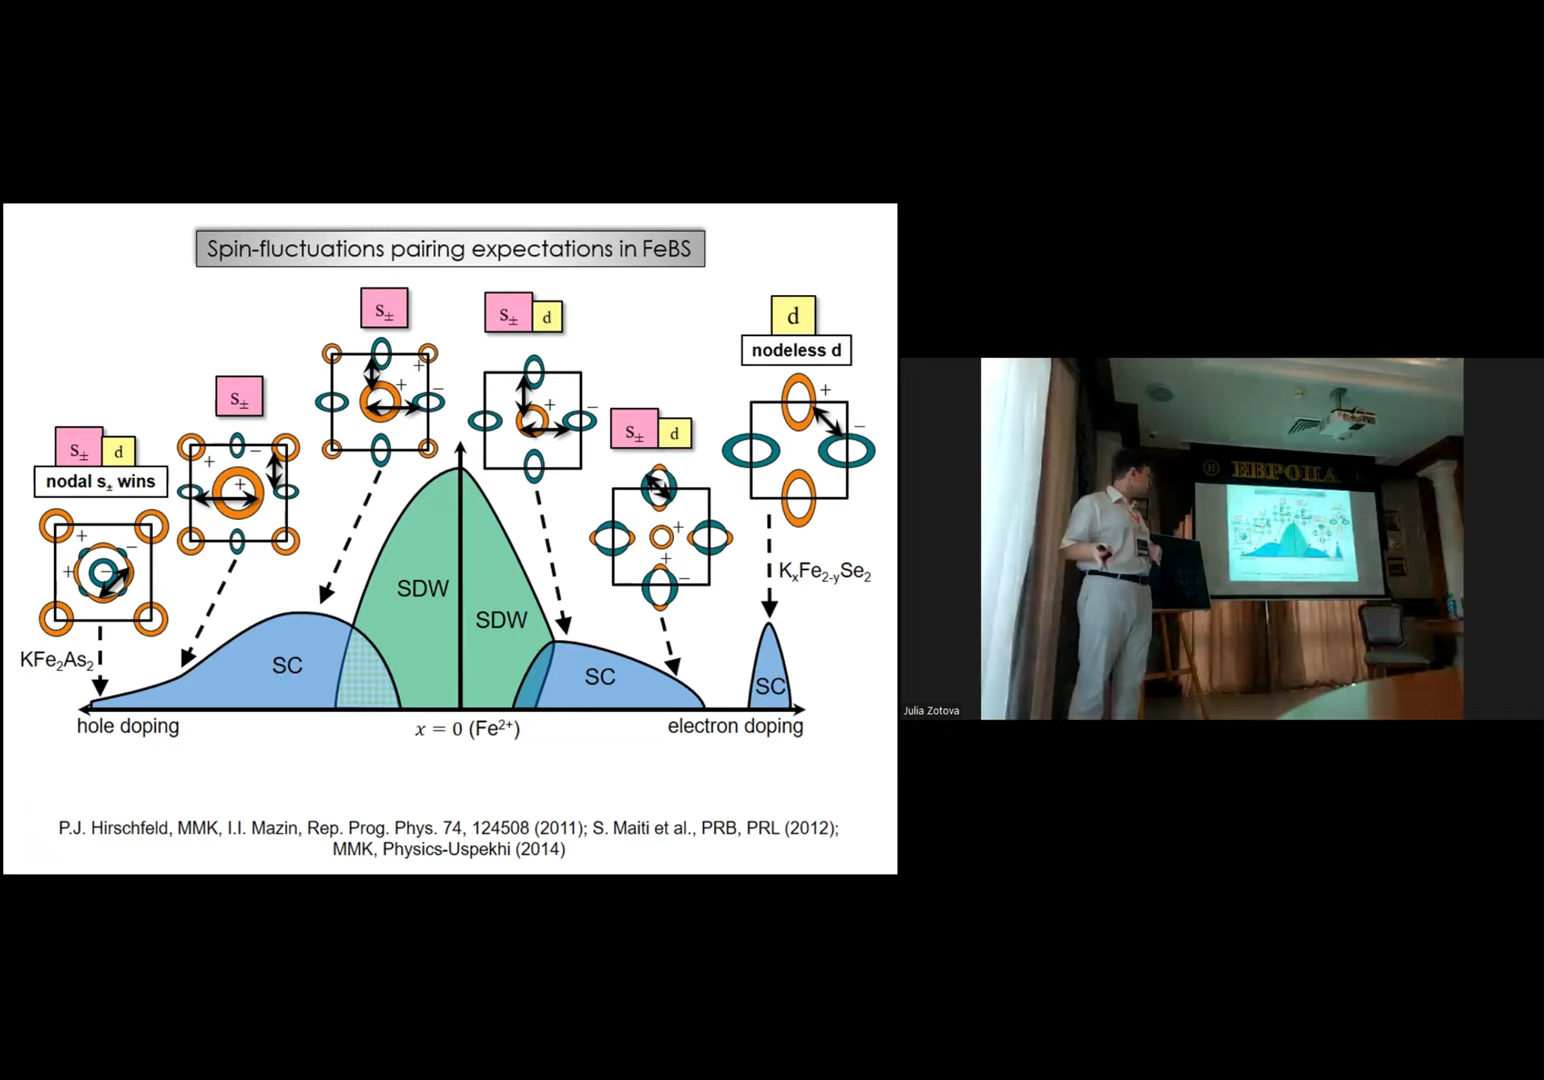 Spin-fluctuations pairing expectations in FeBS
s±
s± d
d
nodeless d
s±
s± d
s± d
nodal s± wins
+
+
−
+
−
+
−
+
+
−
+
−
+
−
+
+
−
KxFe2-ySe2
KFe2As2
SDW
SDW
SC
SC
SC
hole doping
x = 0 (Fe²⁺)
electron doping
P.J. Hirschfeld, MMK, I.I. Mazin, Rep. Prog. Phys. 74, 124508 (2011); S. Maiti et al., PRB, PRL (2012);
MMK, Physics-Uspekhi (2014)
ЕВРОПА
Julia Zotova